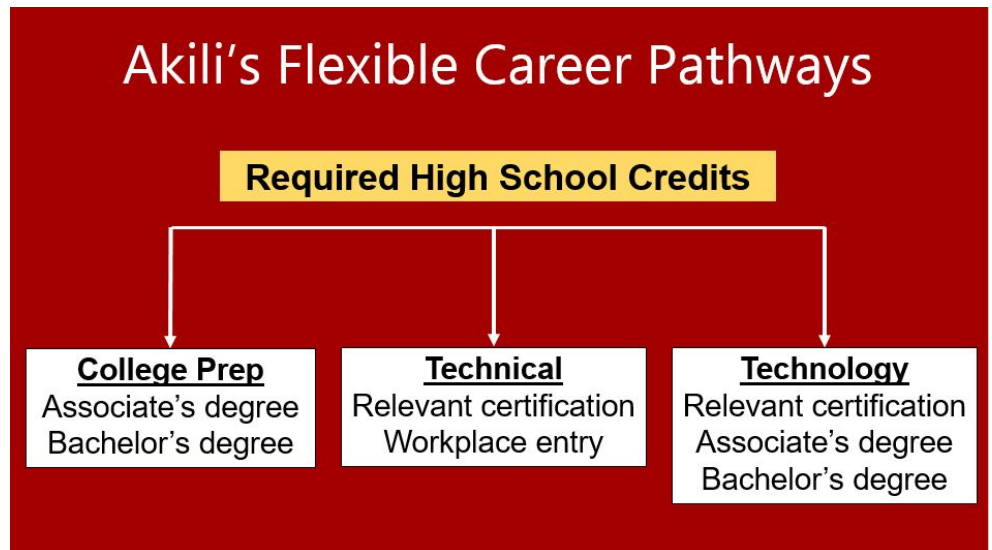 Akili’s Flexible Career Pathways
Required High School Credits
College Prep
Associate’s degree
Bachelor’s degree
Technical
Relevant certification
Workplace entry
Technology
Relevant certification
Associate’s degree
Bachelor’s degree